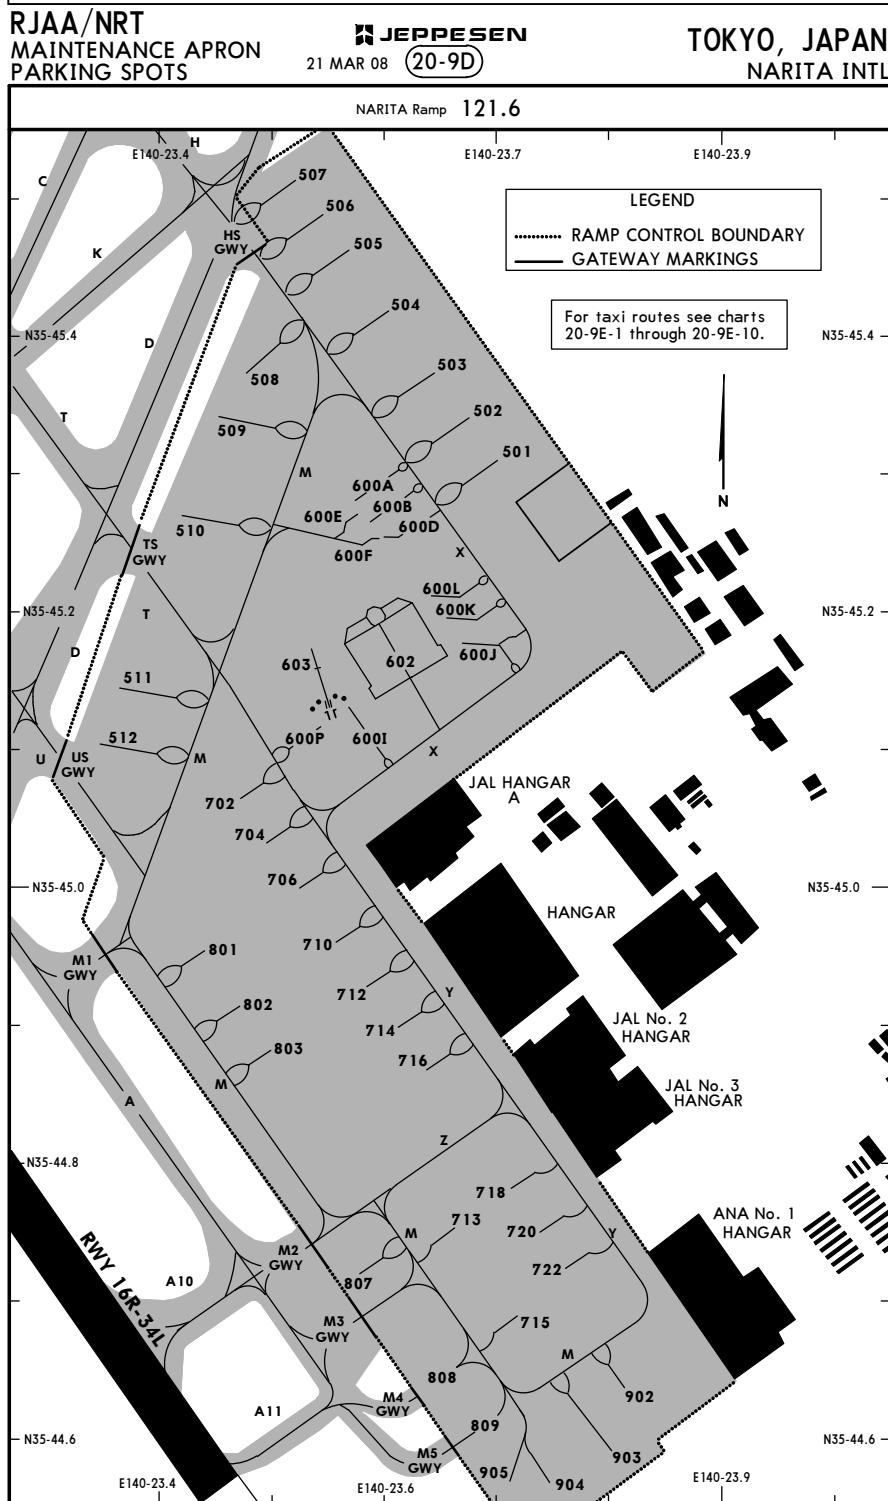 RJAA/NRT
MAINTENANCE APRON
PARKING SPOTS
JEPPESEN
21 MAR 08 20-9D
TOKYO, JAPAN
NARITA INTL
NARITA Ramp 121.6
E140-23.4
E140-23.7
E140-23.9
H
C
K
HS
GWY
507
506
505
504
503
502
501
LEGEND
RAMP CONTROL BOUNDARY
GATEWAY MARKINGS
For taxi routes see charts
20-9E-1 through 20-9E-10.
N35-45.4
N35-45.4
D
T
508
509
M
N
600A
600B
600E
600D
600F
510
TS
GWY
X
600L
600K
600J
N35-45.2
N35-45.2
T
D
603
602
511
512
600P
600I
U
US
GWY
M
X
702
704
706
JAL HANGAR
A
N35-45.0
N35-45.0
HANGAR
710
712
714
716
Y
M1
GWY
801
802
803
M
JAL No. 2
HANGAR
JAL No. 3
HANGAR
A
Z
N35-44.8
718
720
722
Y
ANA No. 1
HANGAR
713
M
M2
GWY
807
A10
RWY 16R-34L
M3
GWY
715
M
808
902
M4
GWY
A11
809
M5
GWY
903
905
904
N35-44.6
N35-44.6
E140-23.4
E140-23.6
E140-23.9